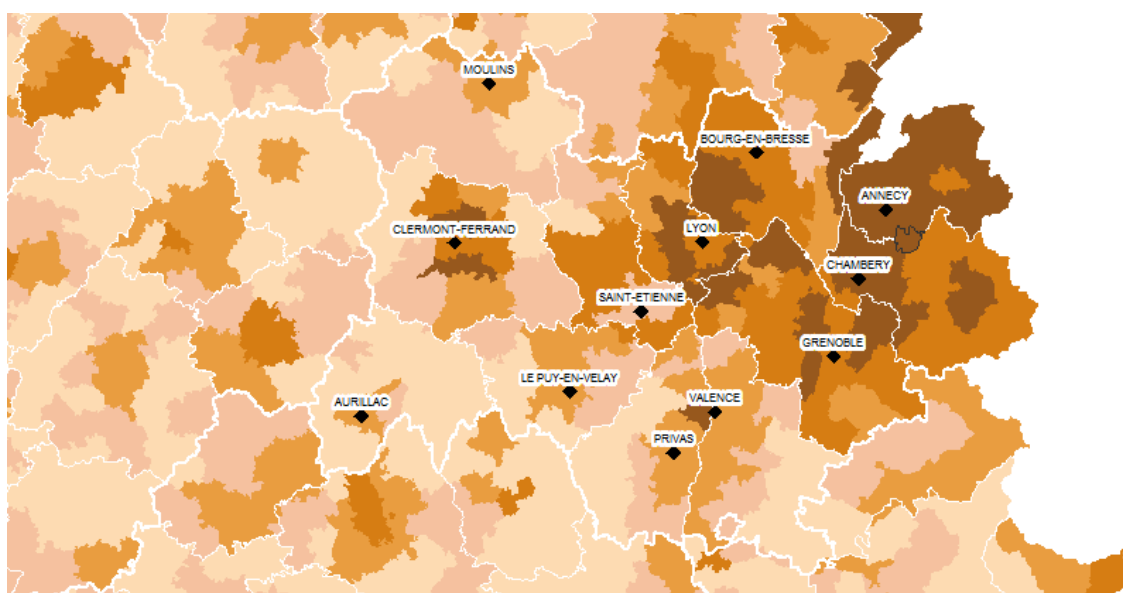 MOULINS
BOURG-EN-BRESSE
ANNECY
CLERMONT-FERRAND
LYON
CHAMBERY
SAINT-ETIENNE
GRENOBLE
LE PUY-EN-VELAY
AURILLAC
VALENCE
PRIVAS